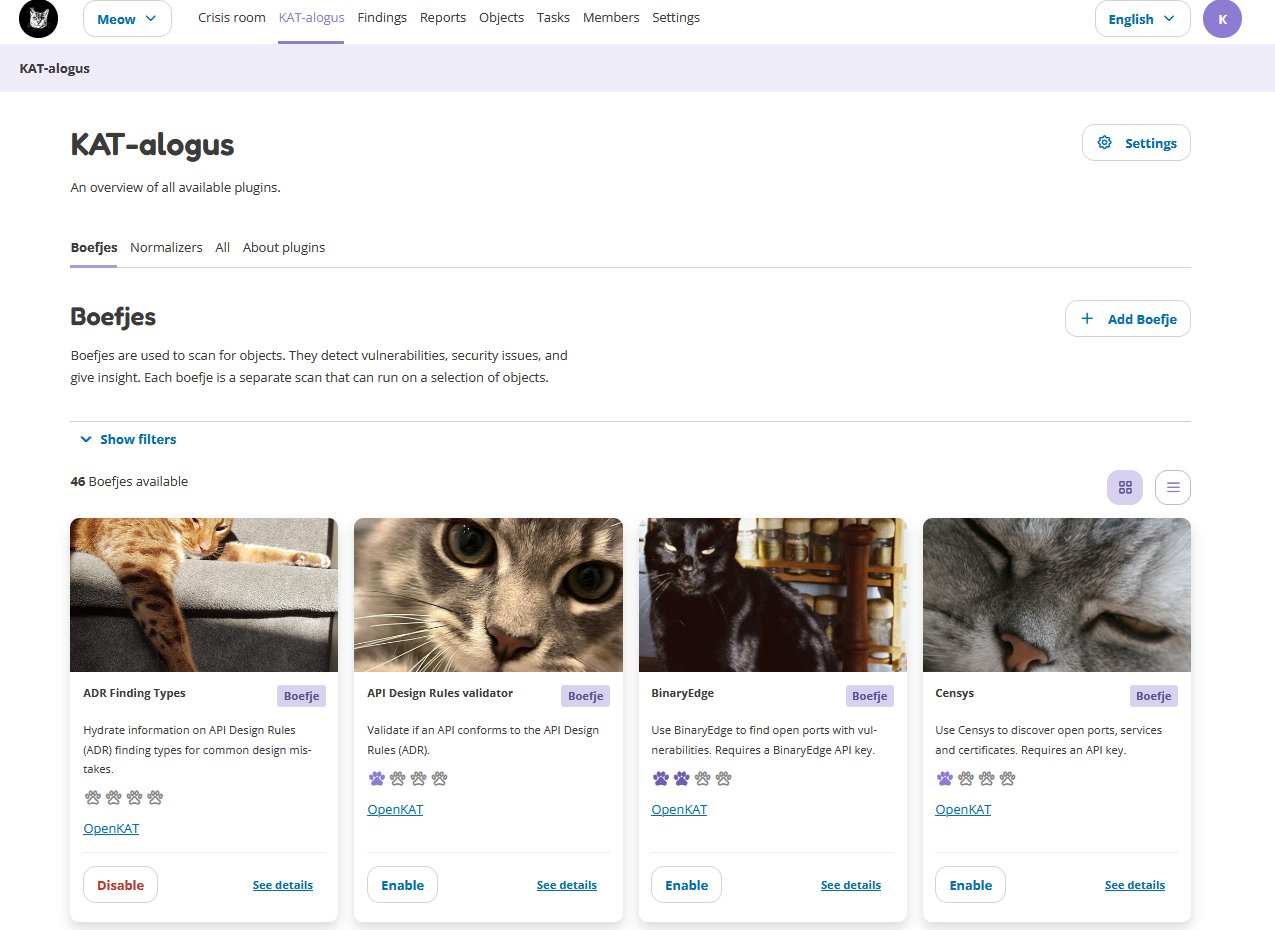 Meow
Crisis room KAT-alogus Findings Reports Objects Tasks Members Settings
English
K
KAT-alogus
KAT-alogus
Settings
An overview of all available plugins.
Boefjes Normalizers All About plugins
Boefjes
Add Boefje
Boefjes are used to scan for objects. They detect vulnerabilities, security issues, and
give insight. Each boefje is a separate scan that can run on a selection of objects.
Show filters
46 Boefjes available
ADR Finding Types
Boefje
Hydrate information on API Design Rules
(ADR) finding types for common design mis-
takes.
OpenKAT
Disable
See details
API Design Rules validator
Boefje
Validate if an API conforms to the API Design
Rules (ADR).
OpenKAT
Enable
See details
BinaryEdge
Boefje
Use BinaryEdge to find open ports with vul-
nerabilities. Requires a BinaryEdge API key.
OpenKAT
Enable
See details
Censys
Boefje
Use Censys to discover open ports, services
and certificates. Requires an API key.
OpenKAT
Enable
See details